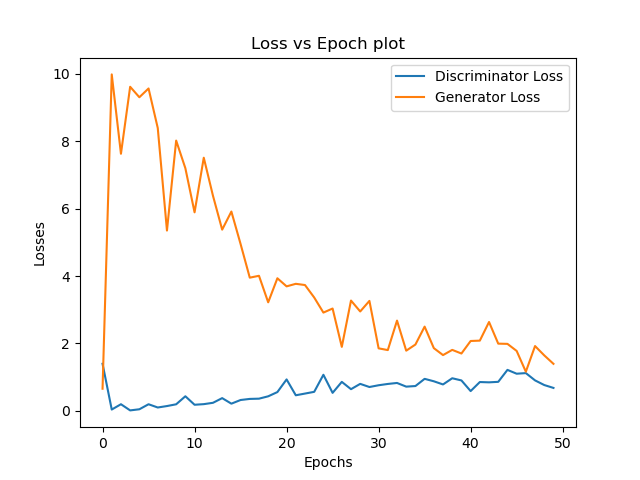 Loss vs Epoch plot
Discriminator Loss
Generator Loss
10
8
6
4
2
0
Losses
0 10 20 30 40 50
Epochs